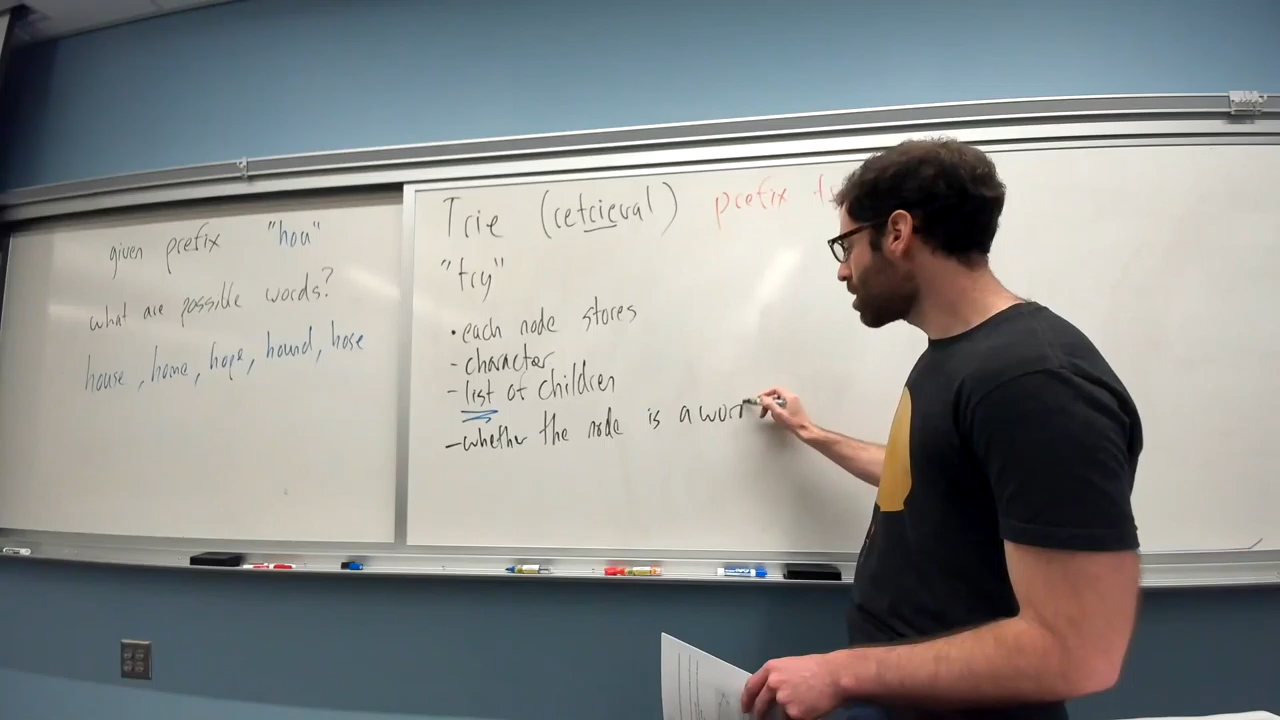 given prefix "hou"
what are possible words?
house, home, hope, hound, hose
Trie (retrieval) prefix
"try"
• each node stores
- character
- list of children
- whether the node is a wor